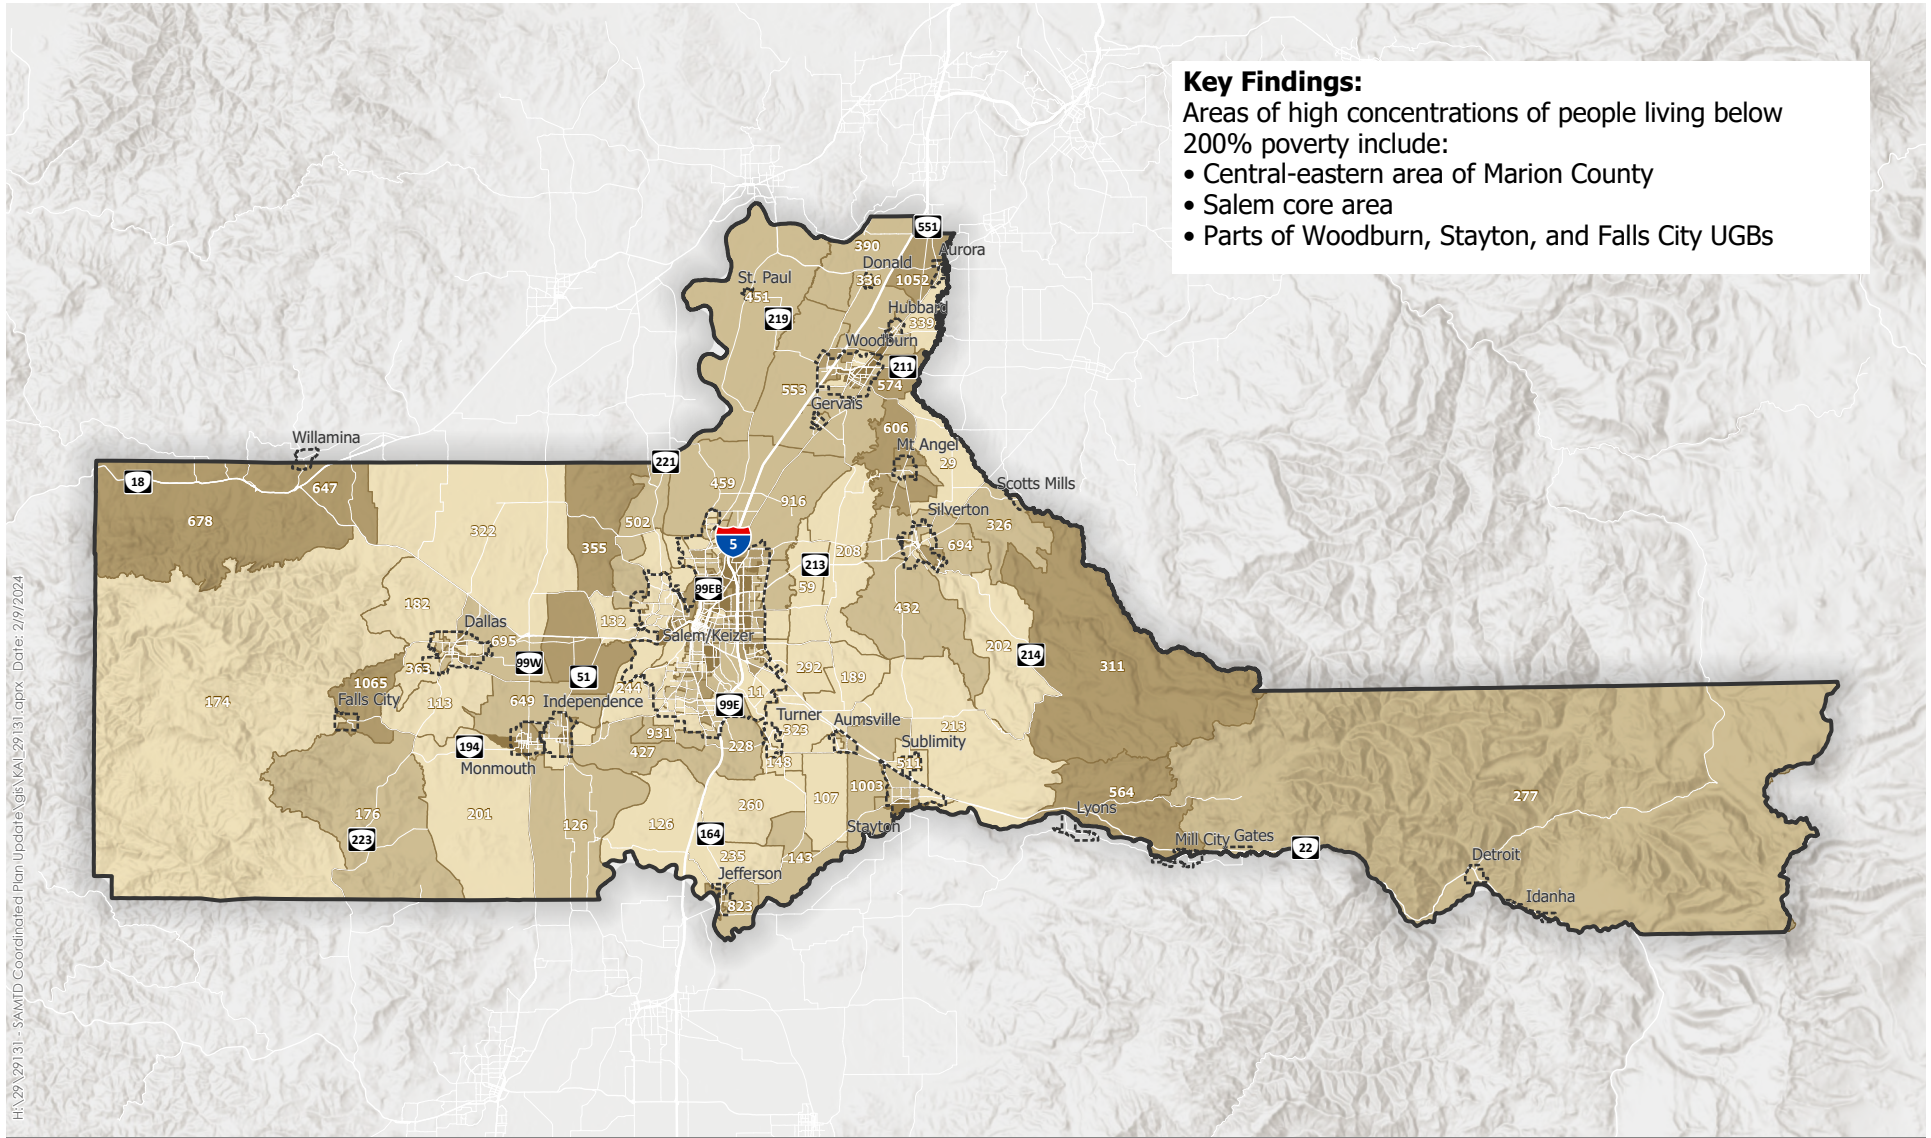 Key Findings:
Areas of high concentrations of people living below
200% poverty include:
• Central-eastern area of Marion County
• Salem core area
• Parts of Woodburn, Stayton, and Falls City UGBs
551
390
Aurora
Donald
St. Paul
336
1052
451
219
Hubbard
339
Woodburn
211
553
574
Gervais
606
Willamina
Mt Angel
221
29
18
647
459
Scotts Mills
916
Silverton
678
502
326
322
5
694
355
208
213
59
99EB
182
432
132
Dallas
Salem/Keizer
695
202
214
99W
363
292
311
51
189
1065
244
11
Falls City
174
113
649
Independence
99E
Turner
Aumsville
323
213
931
Sublimity
194
427
228
148
511
Monmouth
1003
564
277
107
260
Lyons
176
201
126
126
Stayton
164
223
Mill City
Gates
22
235
143
Detroit
Jefferson
Idanha
823
H:\29\29131 - SAMTD Coordinated Plan Update\gis\KAI_29131.aprx Date: 2/9/2024